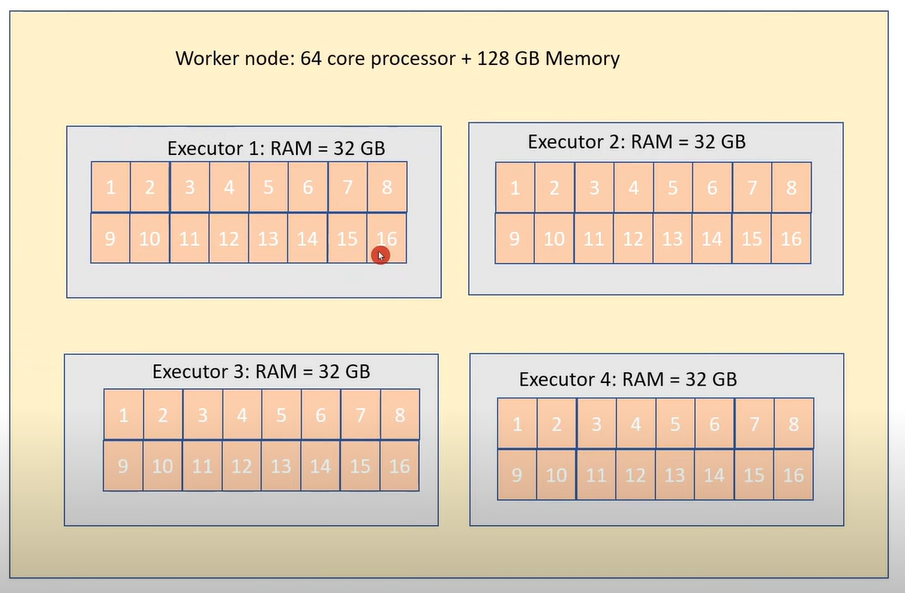 Worker node: 64 core processor + 128 GB Memory
Executor 1: RAM = 32 GB
1 2 3 4 5 6 7 8
9 10 11 12 13 14 15 16
Executor 2: RAM = 32 GB
1 2 3 4 5 6 7 8
9 10 11 12 13 14 15 16
Executor 3: RAM = 32 GB
1 2 3 4 5 6 7 8
9 10 11 12 13 14 15 16
Executor 4: RAM = 32 GB
1 2 3 4 5 6 7 8
9 10 11 12 13 14 15 16